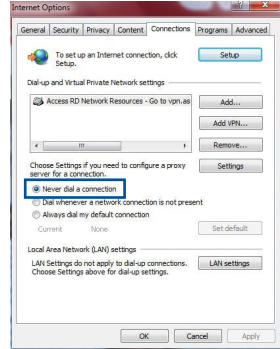 Internet Options
General Security Privacy Content Connections Programs Advanced
To set up an Internet connection, click
Setup.
Setup
Dial-up and Virtual Private Network settings
Access RD Network Resources - Go to vpn.as
Add...
Add VPN...
Remove...
Choose Settings if you need to configure a proxy
server for a connection.
Settings
Never dial a connection
Dial whenever a network connection is not present
Always dial my default connection
Current None
Set default
Local Area Network (LAN) settings
LAN Settings do not apply to dial-up connections.
Choose Settings above for dial-up settings.
LAN settings
OK Cancel Apply